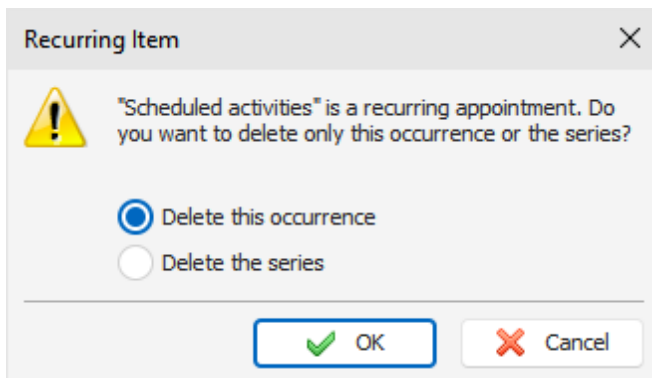 Recurring Item
"Scheduled activities" is a recurring appointment. Do
you want to delete only this occurrence or the series?
Delete this occurrence
Delete the series
OK
Cancel